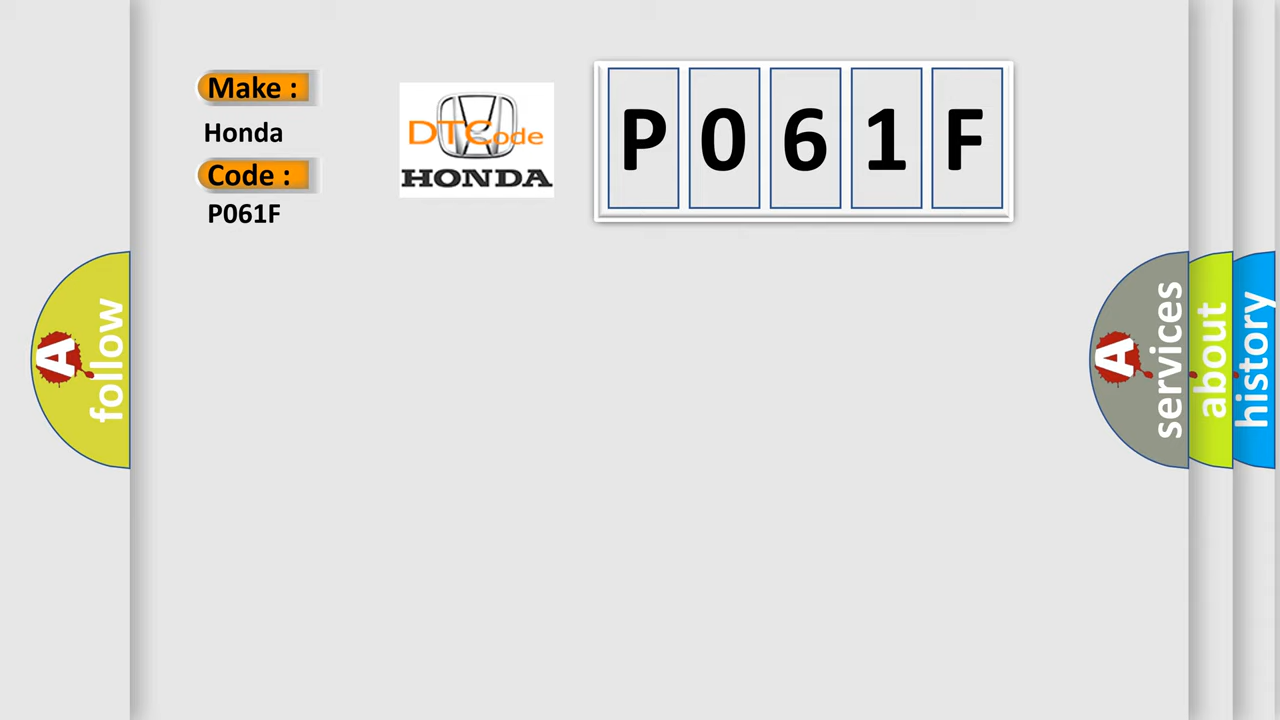 Make :
Honda
Code :
P061F
DTCode
HONDA
P 0 6 1 F
A follow
A services
about
history